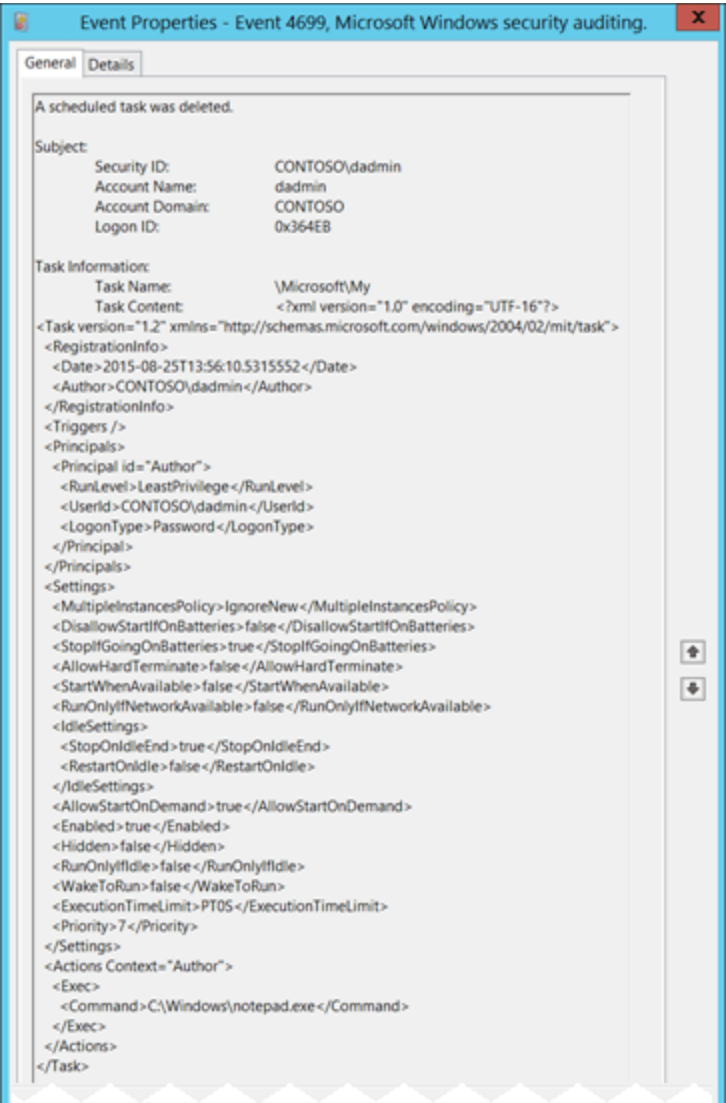 Event Properties - Event 4699, Microsoft Windows security auditing.
x
General Details
A scheduled task was deleted.
Subject:
Security ID: CONTOSO\dadmin
Account Name: dadmin
Account Domain: CONTOSO
Logon ID: 0x364EB
Task Information:
Task Name: \Microsoft\My
Task Content: <?xml version="1.0" encoding="UTF-16"?>
<Task version="1.2" xmlns="http://schemas.microsoft.com/windows/2004/02/mit/task">
<RegistrationInfo>
<Date>2015-08-25T13:56:10.5315552</Date>
<Author>CONTOSO\dadmin</Author>
</RegistrationInfo>
<Triggers />
<Principals>
<Principal id="Author">
<RunLevel>LeastPrivilege</RunLevel>
<UserId>CONTOSO\dadmin</UserId>
<LogonType>Password</LogonType>
</Principal>
</Principals>
<Settings>
<MultipleInstancesPolicy>IgnoreNew</MultipleInstancesPolicy>
<DisallowStartIfOnBatteries>false</DisallowStartIfOnBatteries>
<StopIfGoingOnBatteries>true</StopIfGoingOnBatteries>
<AllowHardTerminate>false</AllowHardTerminate>
<StartWhenAvailable>false</StartWhenAvailable>
<RunOnlyIfNetworkAvailable>false</RunOnlyIfNetworkAvailable>
<IdleSettings>
<StopOnIdleEnd>true</StopOnIdleEnd>
<RestartOnIdle>false</RestartOnIdle>
</IdleSettings>
<AllowStartOnDemand>true</AllowStartOnDemand>
<Enabled>true</Enabled>
<Hidden>false</Hidden>
<RunOnlyIfIdle>false</RunOnlyIfIdle>
<WakeToRun>false</WakeToRun>
<ExecutionTimeLimit>PT0S</ExecutionTimeLimit>
<Priority>7</Priority>
</Settings>
<Actions Context="Author">
<Exec>
<Command>C:\Windows\notepad.exe</Command>
</Exec>
</Actions>
</Task>